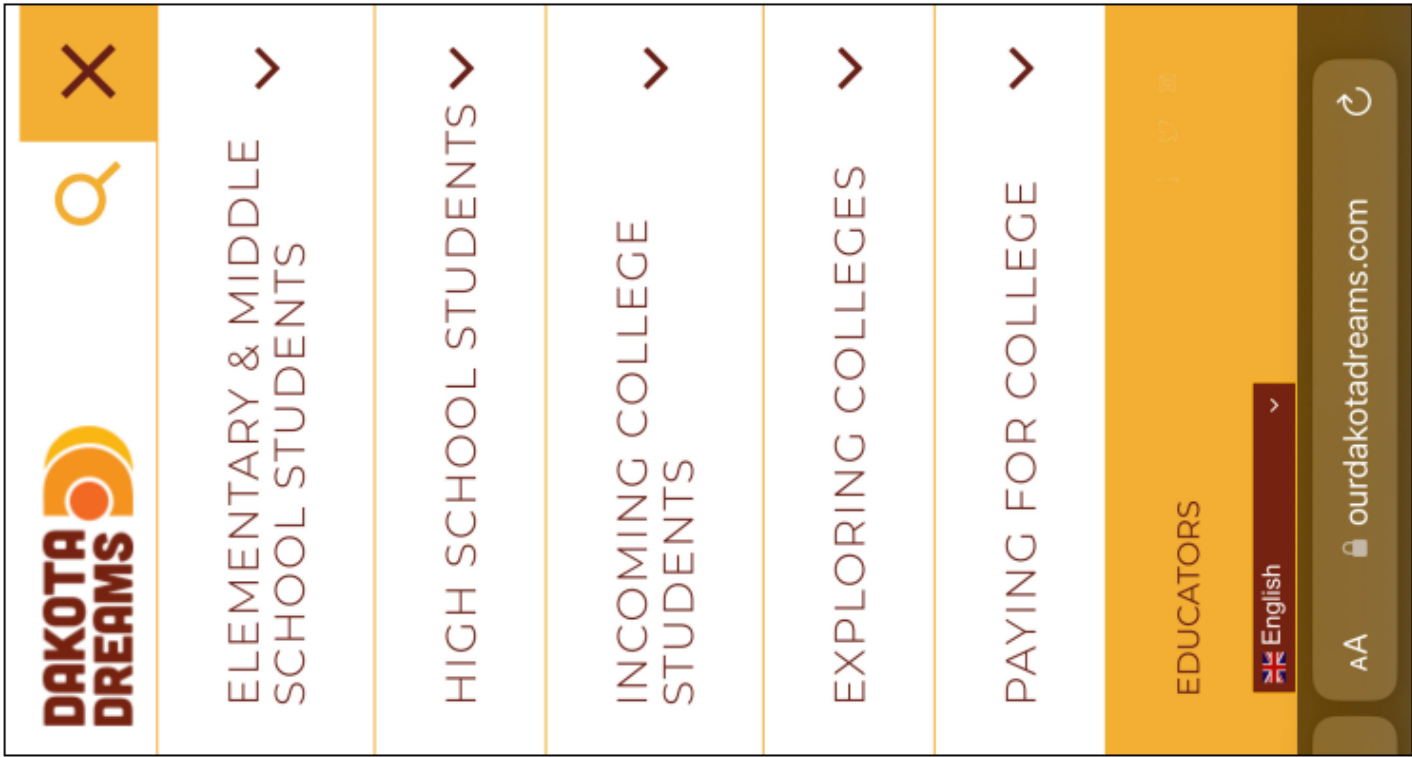 DAKOTA
DREAMS
ELEMENTARY & MIDDLE
SCHOOL STUDENTS
HIGH SCHOOL STUDENTS
INCOMING COLLEGE
STUDENTS
EXPLORING COLLEGES
PAYING FOR COLLEGE
EDUCATORS
English
AA ourdakotadreams.com